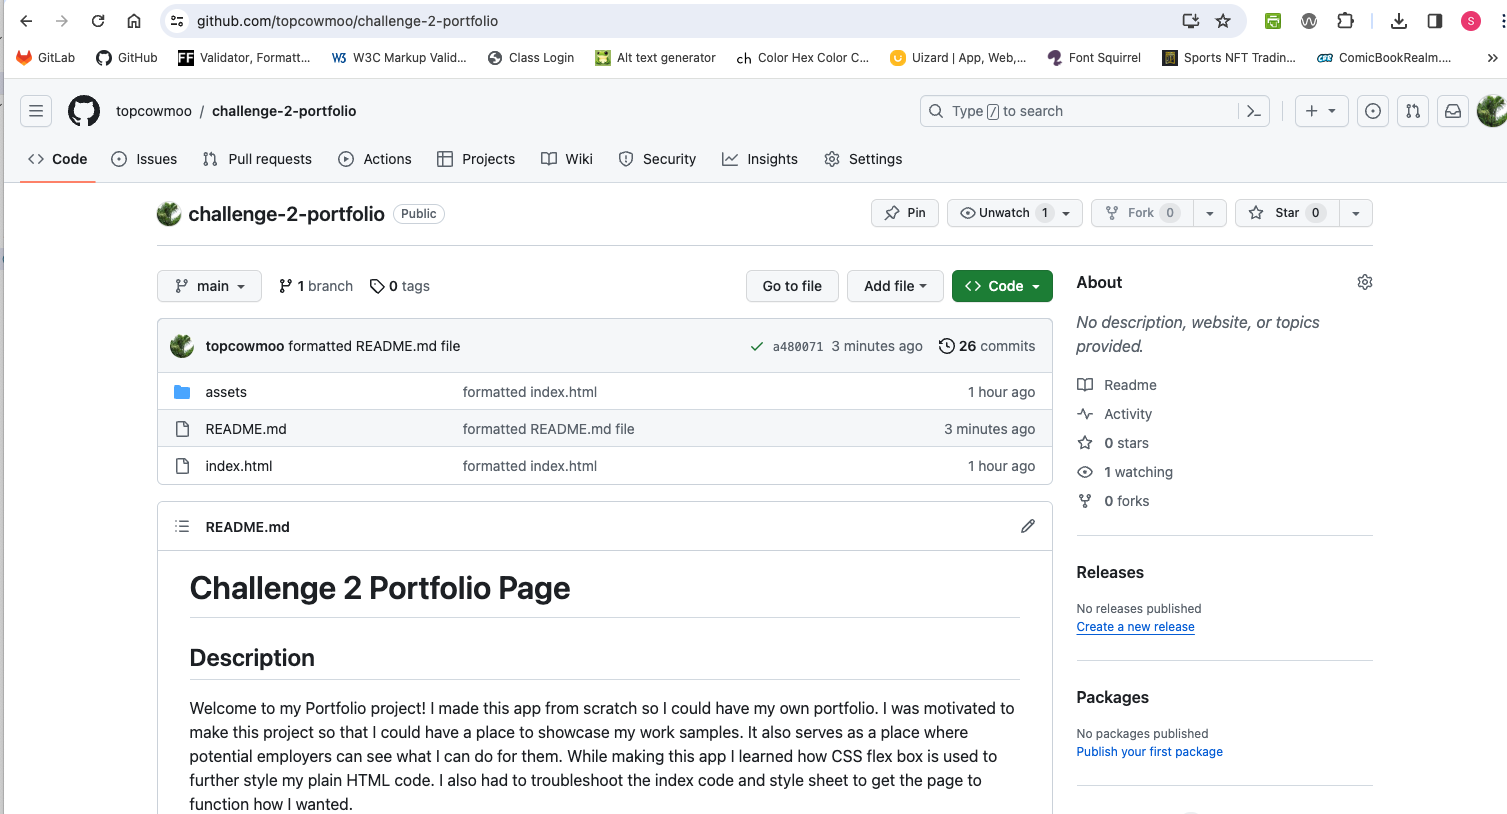 github.com/topcowmoo/challenge-2-portfolio
S
GitLab GitHub FF Validator, Formatt... W3 W3C Markup Valid... Class Login Alt text generator ch Color Hex Color C... Uizard | App, Web,... Font Squirrel Sports NFT Tradin... ComicBookRealm.... »
topcowmoo / challenge-2-portfolio
Type / to search
Code Issues Pull requests Actions Projects Wiki Security Insights Settings
challenge-2-portfolio Public
Pin Unwatch 1 Fork 0 Star 0
main 1 branch 0 tags
Go to file Add file Code
topcowmoo formatted README.md file a480071 3 minutes ago 26 commits
assets formatted index.html 1 hour ago
README.md formatted README.md file 3 minutes ago
index.html formatted index.html 1 hour ago
README.md
Challenge 2 Portfolio Page
Description
Welcome to my Portfolio project! I made this app from scratch so I could have my own portfolio. I was motivated to
make this project so that I could have a place to showcase my work samples. It also serves as a place where
potential employers can see what I can do for them. While making this app I learned how CSS flex box is used to
further style my plain HTML code. I also had to troubleshoot the index code and style sheet to get the page to
function how I wanted.
About
No description, website, or topics
provided.
Readme
Activity
0 stars
1 watching
0 forks
Releases
No releases published
Create a new release
Packages
No packages published
Publish your first package